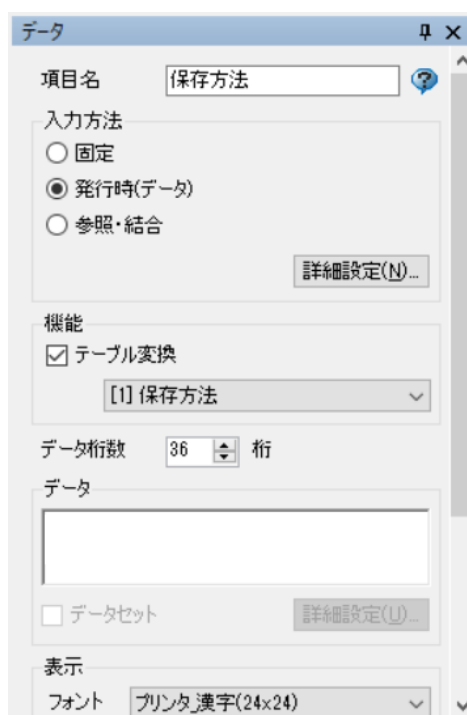 データ
項目名 保存方法
入力方法
固定
発行時(データ)
参照・結合
詳細設定(N)...
機能
テーブル変換
[1] 保存方法
データ桁数 36 桁
データ
データセット 詳細設定(U)...
表示
フォント プリンタ_漢字(24x24)